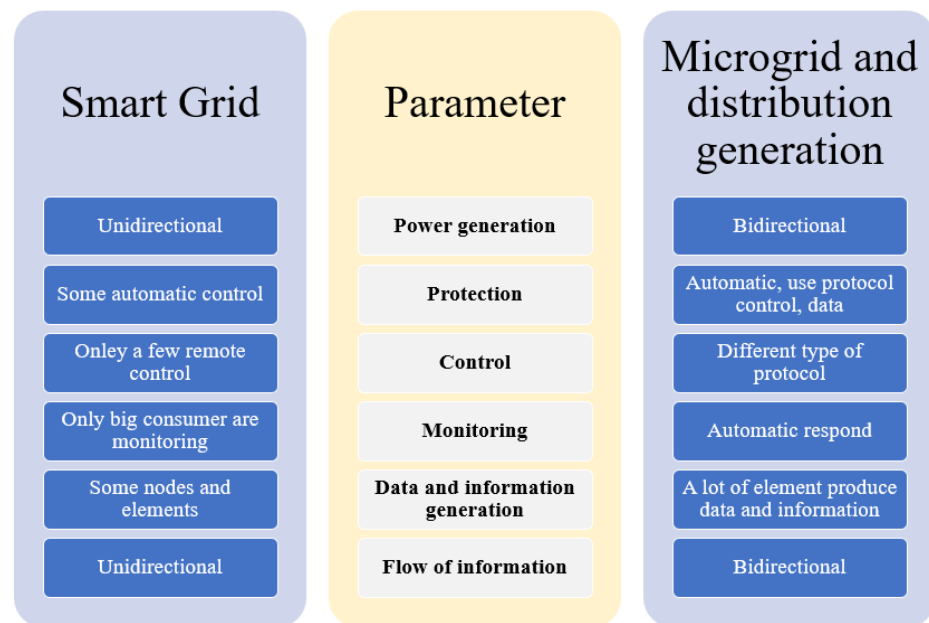 Smart Grid
Unidirectional
Some automatic control
Onley a few remote
control
Only big consumer are
monitoring
Some nodes and
elements
Unidirectional
Parameter
Power generation
Protection
Control
Monitoring
Data and information
generation
Flow of information
Microgrid and
distribution
generation
Bidirectional
Automatic, use protocol
control, data
Different type of
protocol
Automatic respond
A lot of element produce
data and information
Bidirectional